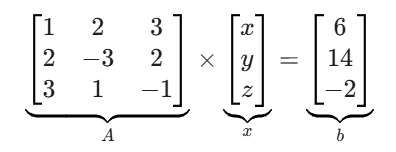 [1 2 3; 2 −3 2; 3 1 −1] × [x; y; z] = [6; 14; −2]
A x b